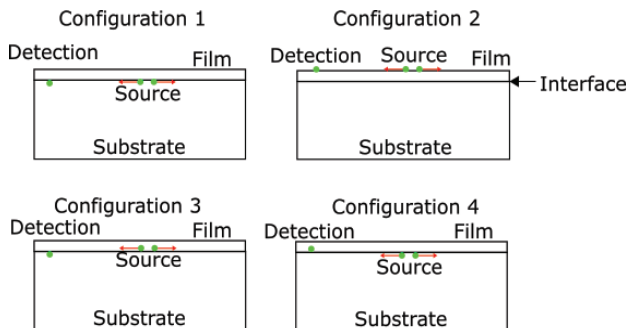 Configuration 1
Detection
Film
Source
Substrate
Configuration 2
Detection
Source
Film
Interface
Substrate
Configuration 3
Detection
Film
Source
Substrate
Configuration 4
Detection
Film
Source
Substrate